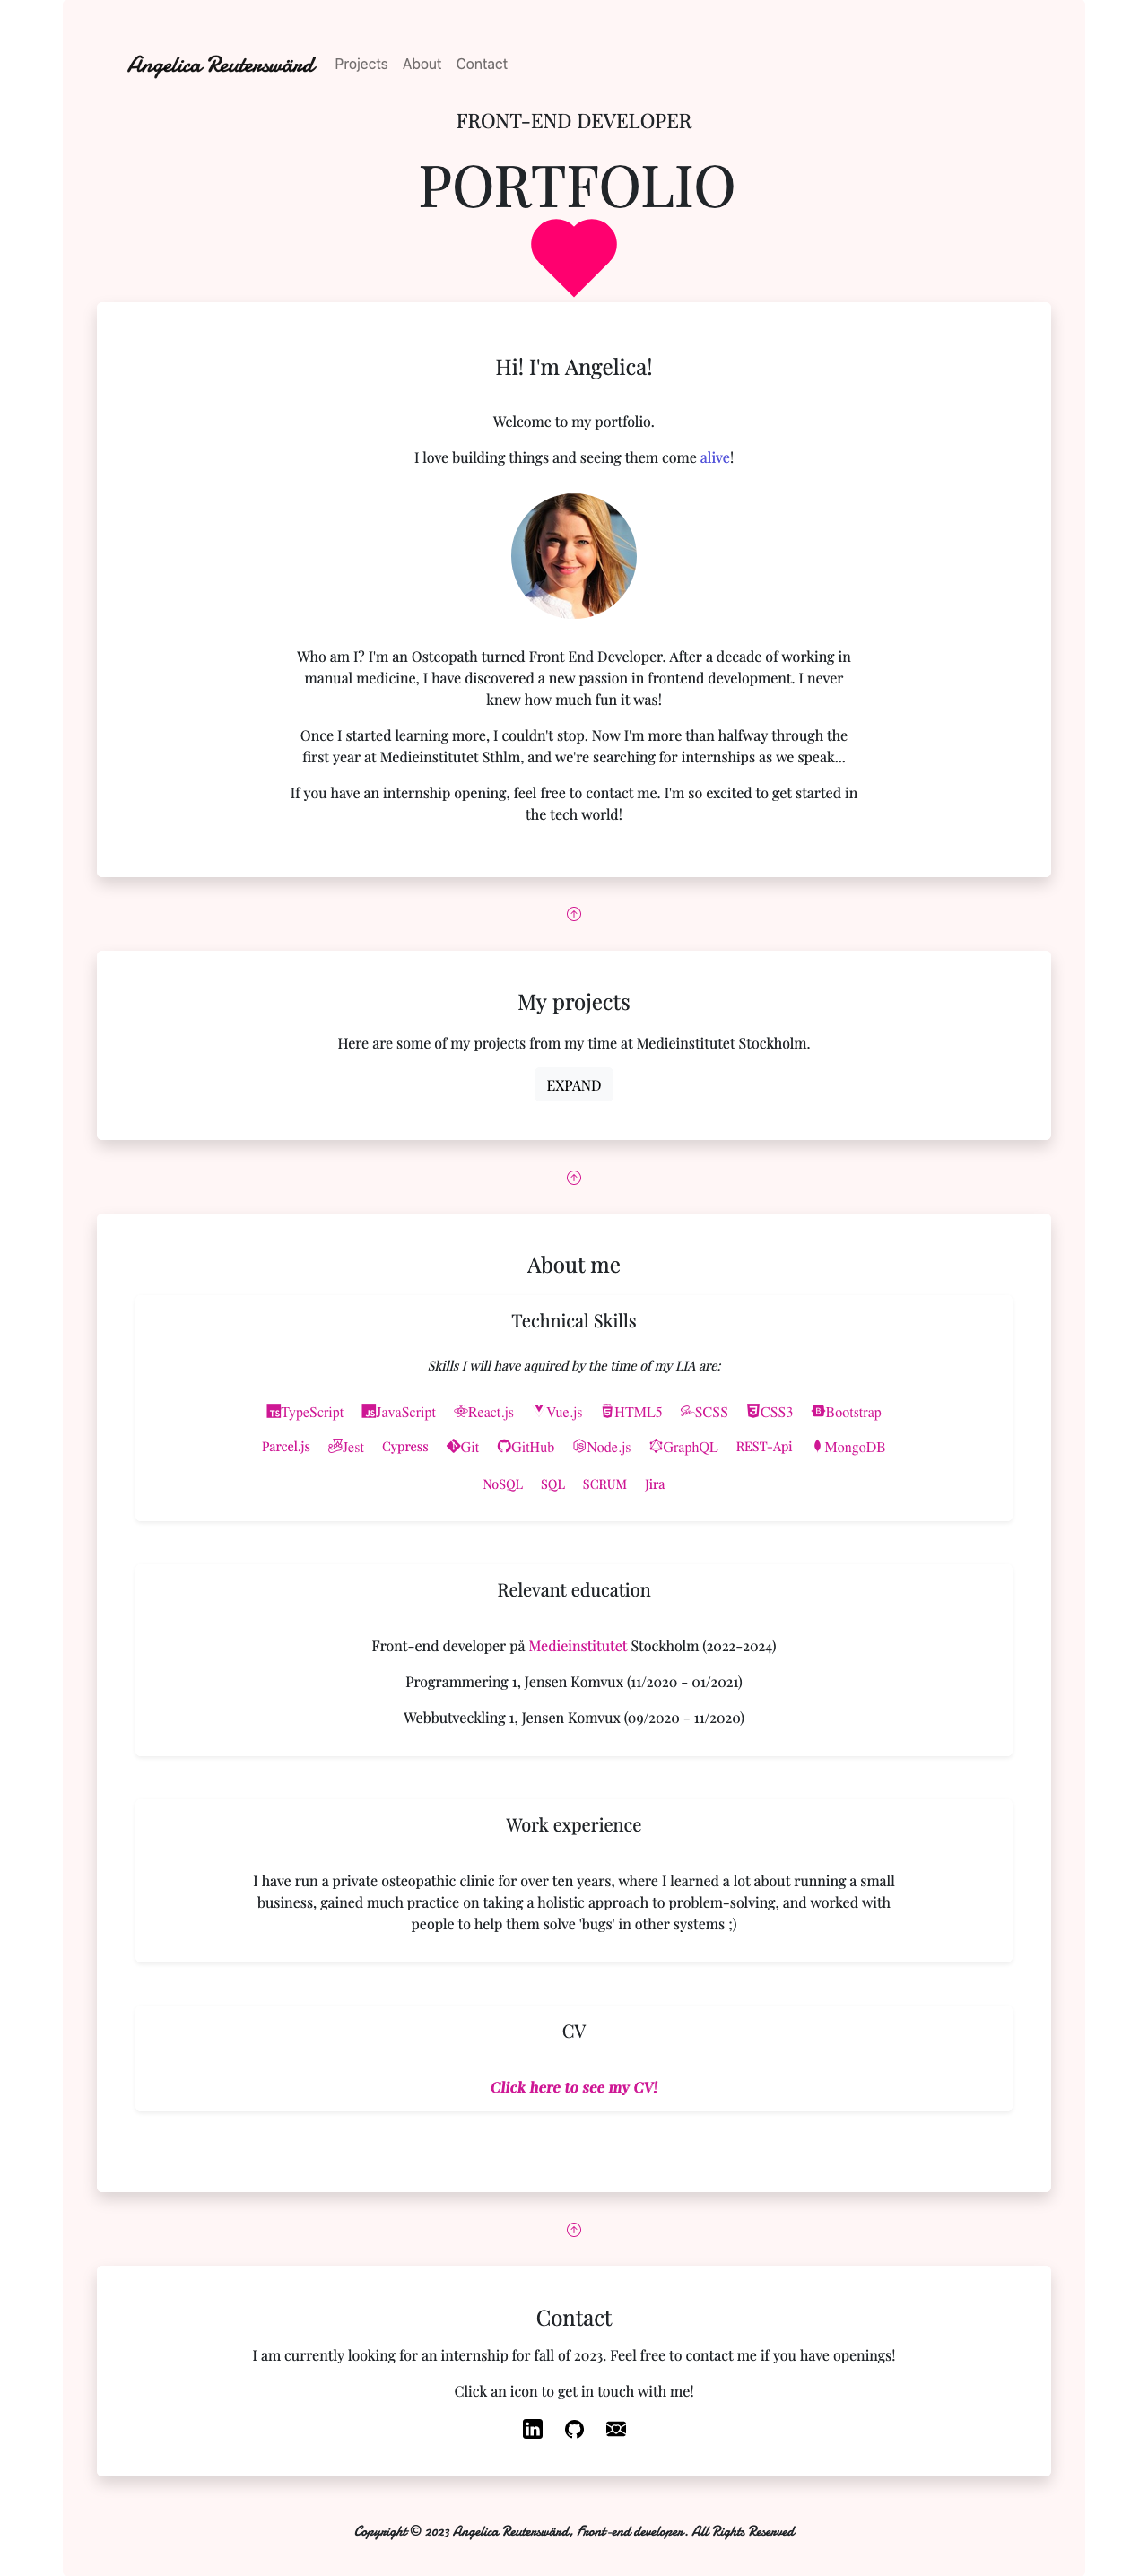 Angelica Reuterswärd Projects About Contact
FRONT-END DEVELOPER
PORTFOLIO
Hi! I'm Angelica!
Welcome to my portfolio.
I love building things and seeing them come alive!
Who am I? I'm an Osteopath turned Front End Developer. After a decade of working in
manual medicine, I have discovered a new passion in frontend development. I never
knew how much fun it was!
Once I started learning more, I couldn't stop. Now I'm more than halfway through the
first year at Medieinstitutet Sthlm, and we're searching for internships as we speak...
If you have an internship opening, feel free to contact me. I'm so excited to get started in
the tech world!
My projects
Here are some of my projects from my time at Medieinstitutet Stockholm.
EXPAND
About me
Technical Skills
Skills I will have aquired by the time of my LIA are:
TypeScript JavaScript React.js Vue.js HTML5 SCSS CSS3 Bootstrap
Parcel.js Jest Cypress Git GitHub Node.js GraphQL REST-Api MongoDB
NoSQL SQL SCRUM Jira
Relevant education
Front-end developer på Medieinstitutet Stockholm (2022-2024)
Programmering 1, Jensen Komvux (11/2020 - 01/2021)
Webbutveckling 1, Jensen Komvux (09/2020 - 11/2020)
Work experience
I have run a private osteopathic clinic for over ten years, where I learned a lot about running a small
business, gained much practice on taking a holistic approach to problem-solving, and worked with
people to help them solve 'bugs' in other systems ;)
CV
Click here to see my CV!
Contact
I am currently looking for an internship for fall of 2023. Feel free to contact me if you have openings!
Click an icon to get in touch with me!
Copyright © 2023 Angelica Reuterswärd, Front-end developer. All Rights Reserved